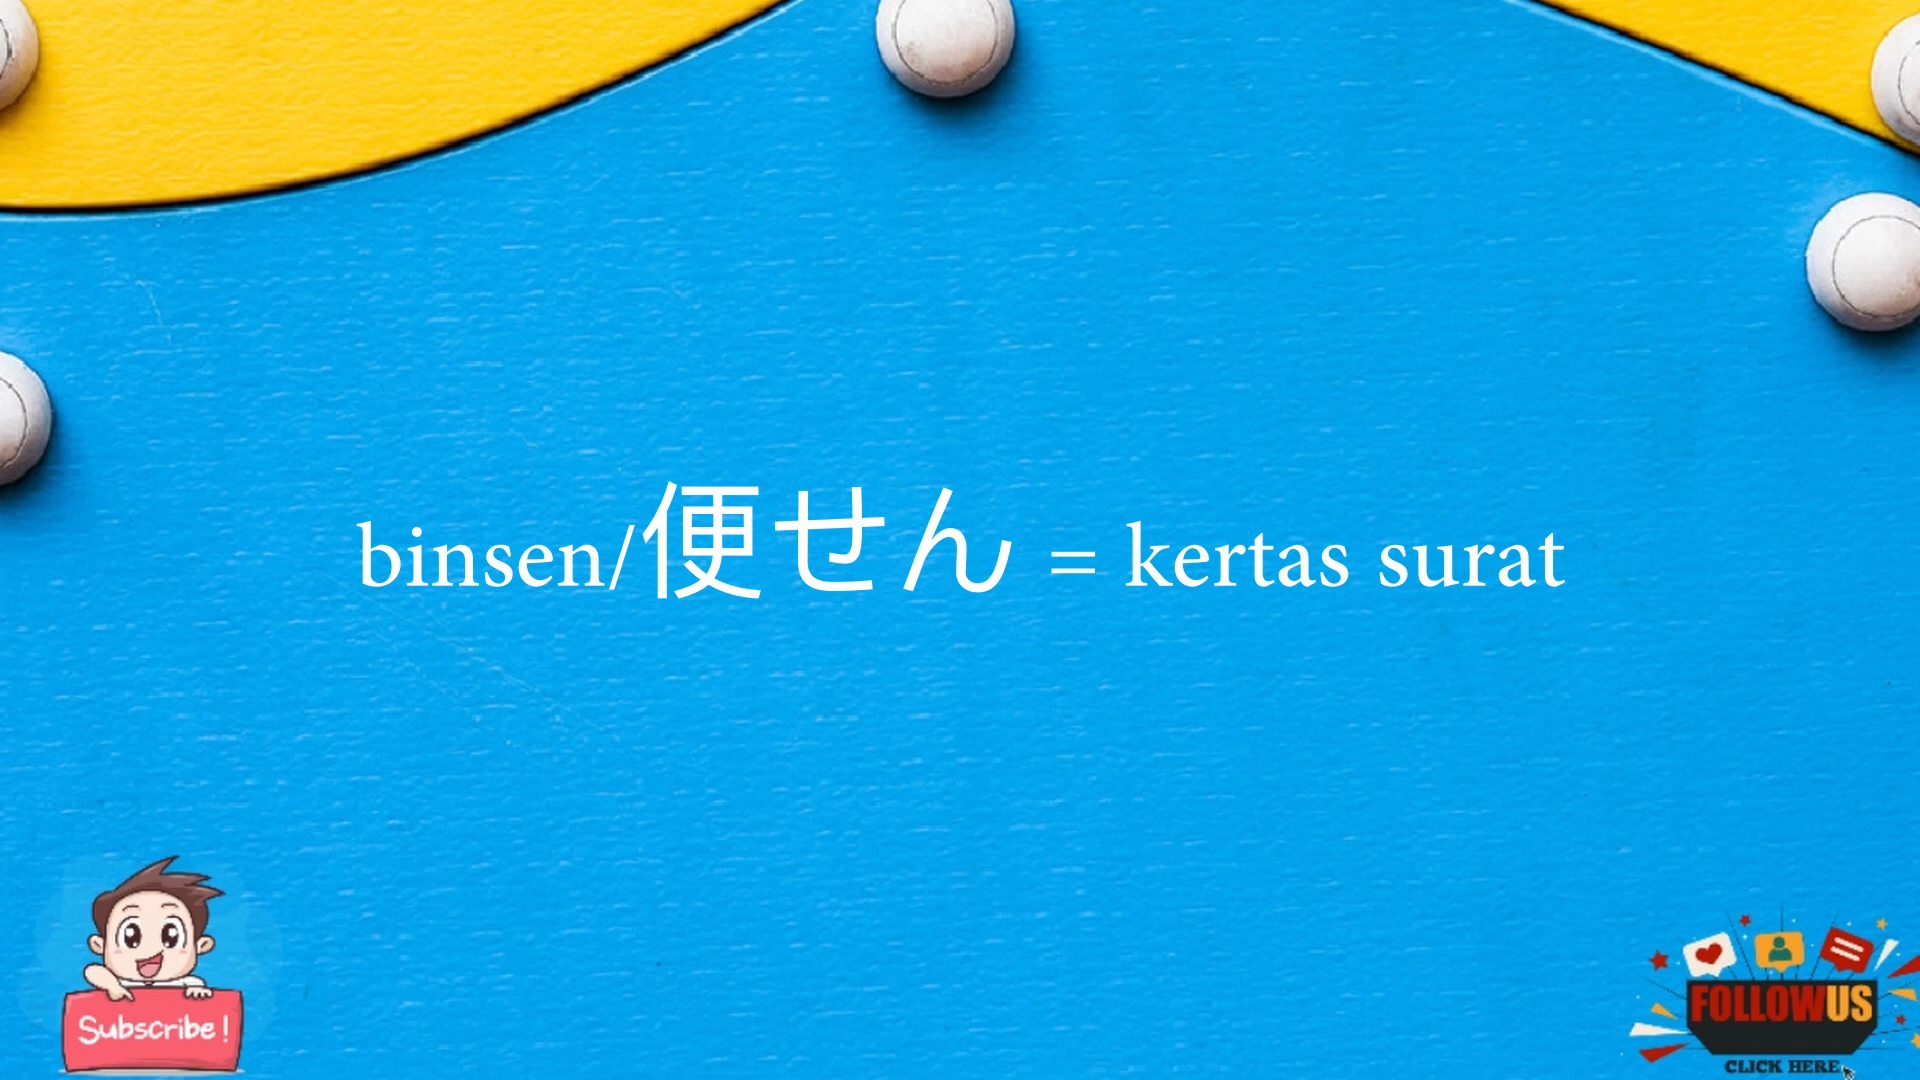 binsen/便せん = kertas surat
Subscribe !
FOLLOW US
CLICK HERE